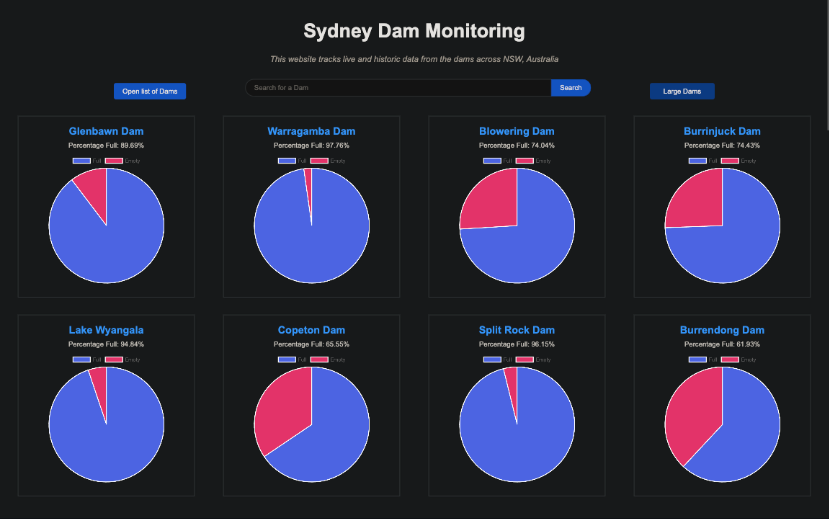 Sydney Dam Monitoring
This website tracks live and historic data from the dams across NSW, Australia
Open list of Dams
Search for a Dam
Search
Large Dams
Glenbawn Dam
Percentage Full: 89.69%
Full Empty
Warragamba Dam
Percentage Full: 97.76%
Full Empty
Blowering Dam
Percentage Full: 74.04%
Full Empty
Burrinjuck Dam
Percentage Full: 74.43%
Full Empty
Lake Wyangala
Percentage Full: 94.84%
Full Empty
Copeton Dam
Percentage Full: 65.55%
Full Empty
Split Rock Dam
Percentage Full: 96.15%
Full Empty
Burrendong Dam
Percentage Full: 61.93%
Full Empty